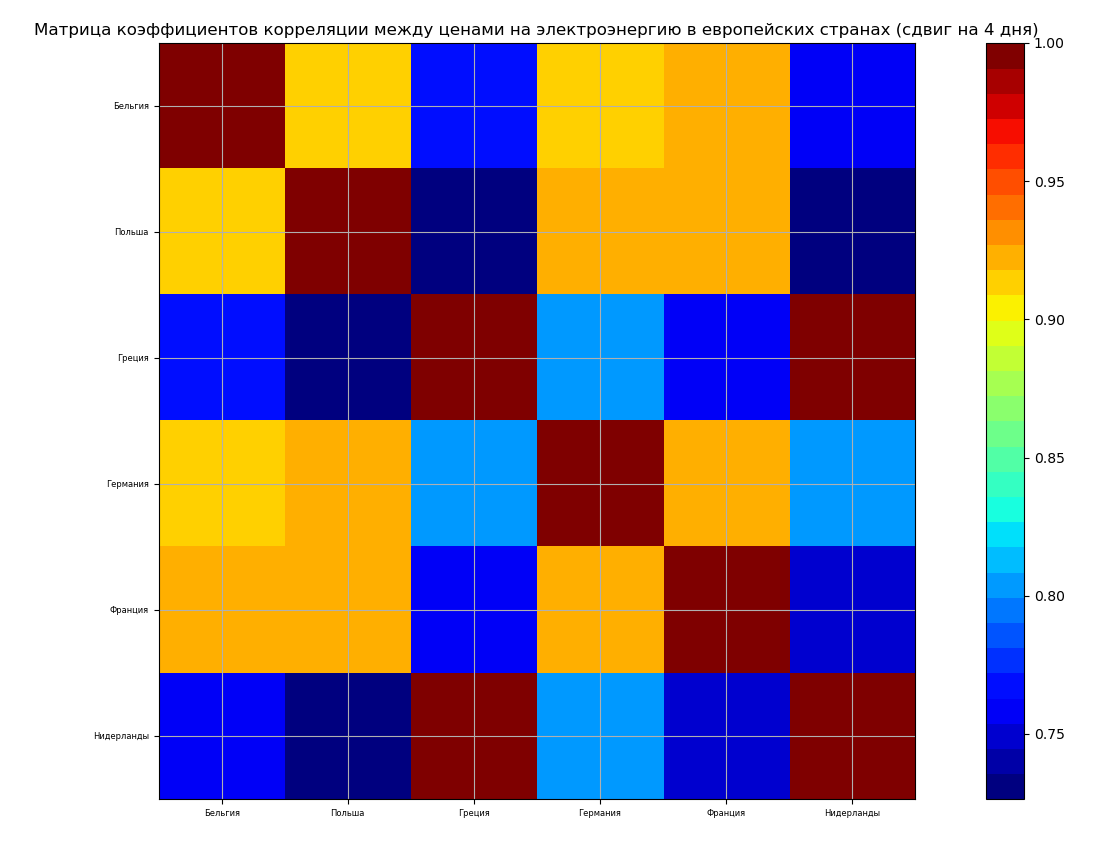 Матрица коэффициентов корреляции между ценами на электроэнергию в европейских странах (сдвиг на 4 дня)
Бельгия
Польша
Греция
Германия
Франция
Нидерланды
Бельгия
Польша
Греция
Германия
Франция
Нидерланды
1.00
0.95
0.90
0.85
0.80
0.75